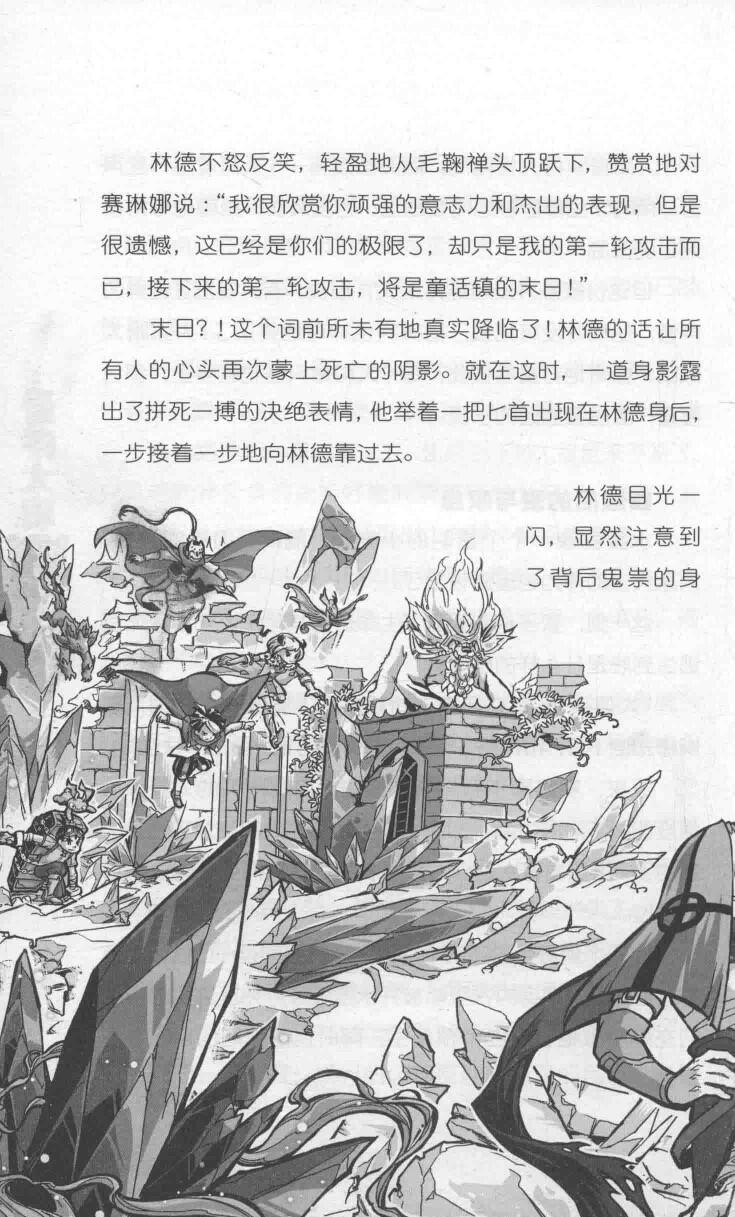 林德不怒反笑，轻盈地从毛鞠禅头顶跃下，赞赏地对
赛琳娜说：“我很欣赏你顽强的意志力和杰出的表现，但是
很遗憾，这已经是你们的极限了，却只是我的第一轮攻击而
已，接下来的第二轮攻击，将是童话镇的末日！”
末日？！这个词前所未有地真实降临了！林德的话让所
有人的心头再次蒙上死亡的阴影。就在这时，一道身影露
出了拼死一搏的决绝表情，他举着一把匕首出现在林德身后，
一步接着一步地向林德靠过去。
林德目光一
闪，显然注意到
了背后鬼祟的身